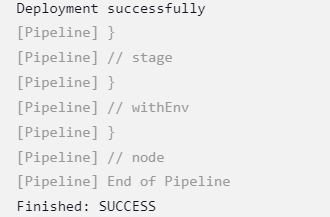 Deployment successfully
[Pipeline] }
[Pipeline] // stage
[Pipeline] }
[Pipeline] // withEnv
[Pipeline] }
[Pipeline] // node
[Pipeline] End of Pipeline
Finished: SUCCESS